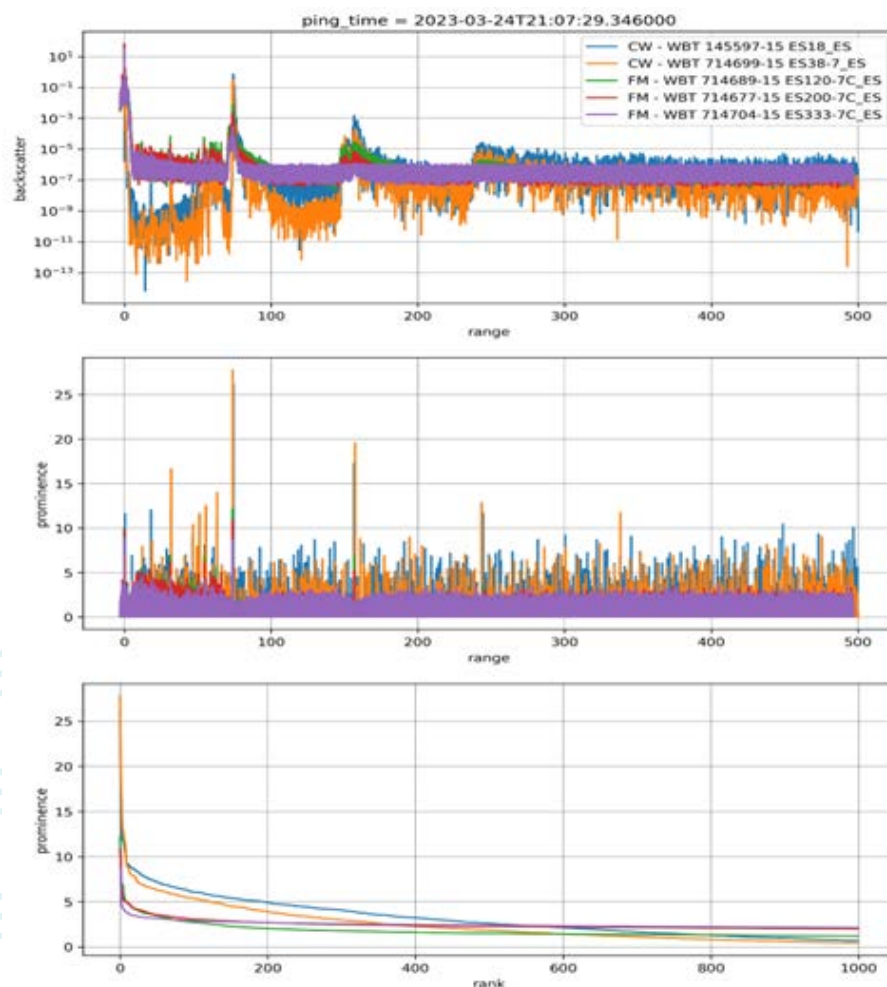 ping_time = 2023-03-24T21:07:29.346000
CW - WBT 145597-15 ES18_ES
CW - WBT 714699-15 ES38-7_ES
FM - WBT 714689-15 ES120-7C_ES
FM - WBT 714677-15 ES200-7C_ES
FM - WBT 714704-15 ES333-7C_ES
backscatter
10¹
10⁻¹
10⁻³
10⁻⁵
10⁻⁷
10⁻⁹
10⁻¹¹
10⁻¹³
0 100 200 300 400 500
range
prominence
25
20
15
10
5
0
0 100 200 300 400 500
range
prominence
25
20
15
10
5
0
0 200 400 600 800 1000
rank